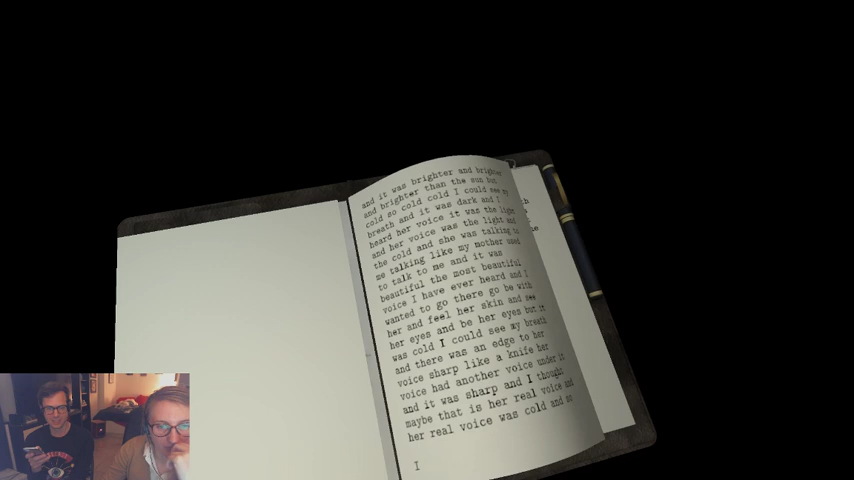 and it was brighter and brighter
and brighter than the sun but
cold so cold cold I could see my
breath and it was dark and I
heard her voice it was the light
and her voice was the light and
the cold and she was talking to
me talking like my mother used
to talk to me and it was
beautiful the most beautiful
voice I have ever heard and I
wanted to go there go be with
her and feel her skin and see
her eyes and be her eyes but it
was cold I could see my breath
and there was an edge to her
voice sharp like a knife her
voice had another voice under it
and it was sharp and I thought
maybe that is her real voice and
her real voice was cold and so
I